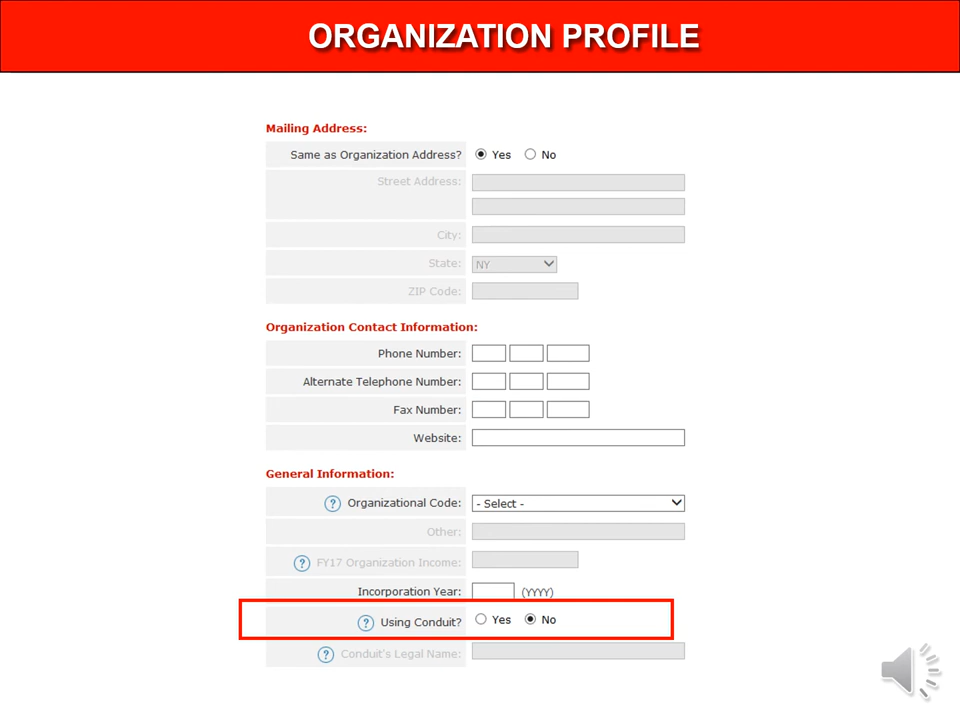 ORGANIZATION PROFILE
Mailing Address:
Same as Organization Address? Yes No
Street Address:
City:
State: NY
ZIP Code:
Organization Contact Information:
Phone Number:
Alternate Telephone Number:
Fax Number:
Website:
General Information:
? Organizational Code: - Select -
Other:
? FY17 Organization Income:
Incorporation Year: (YYYY)
? Using Conduit? Yes No
? Conduit's Legal Name: